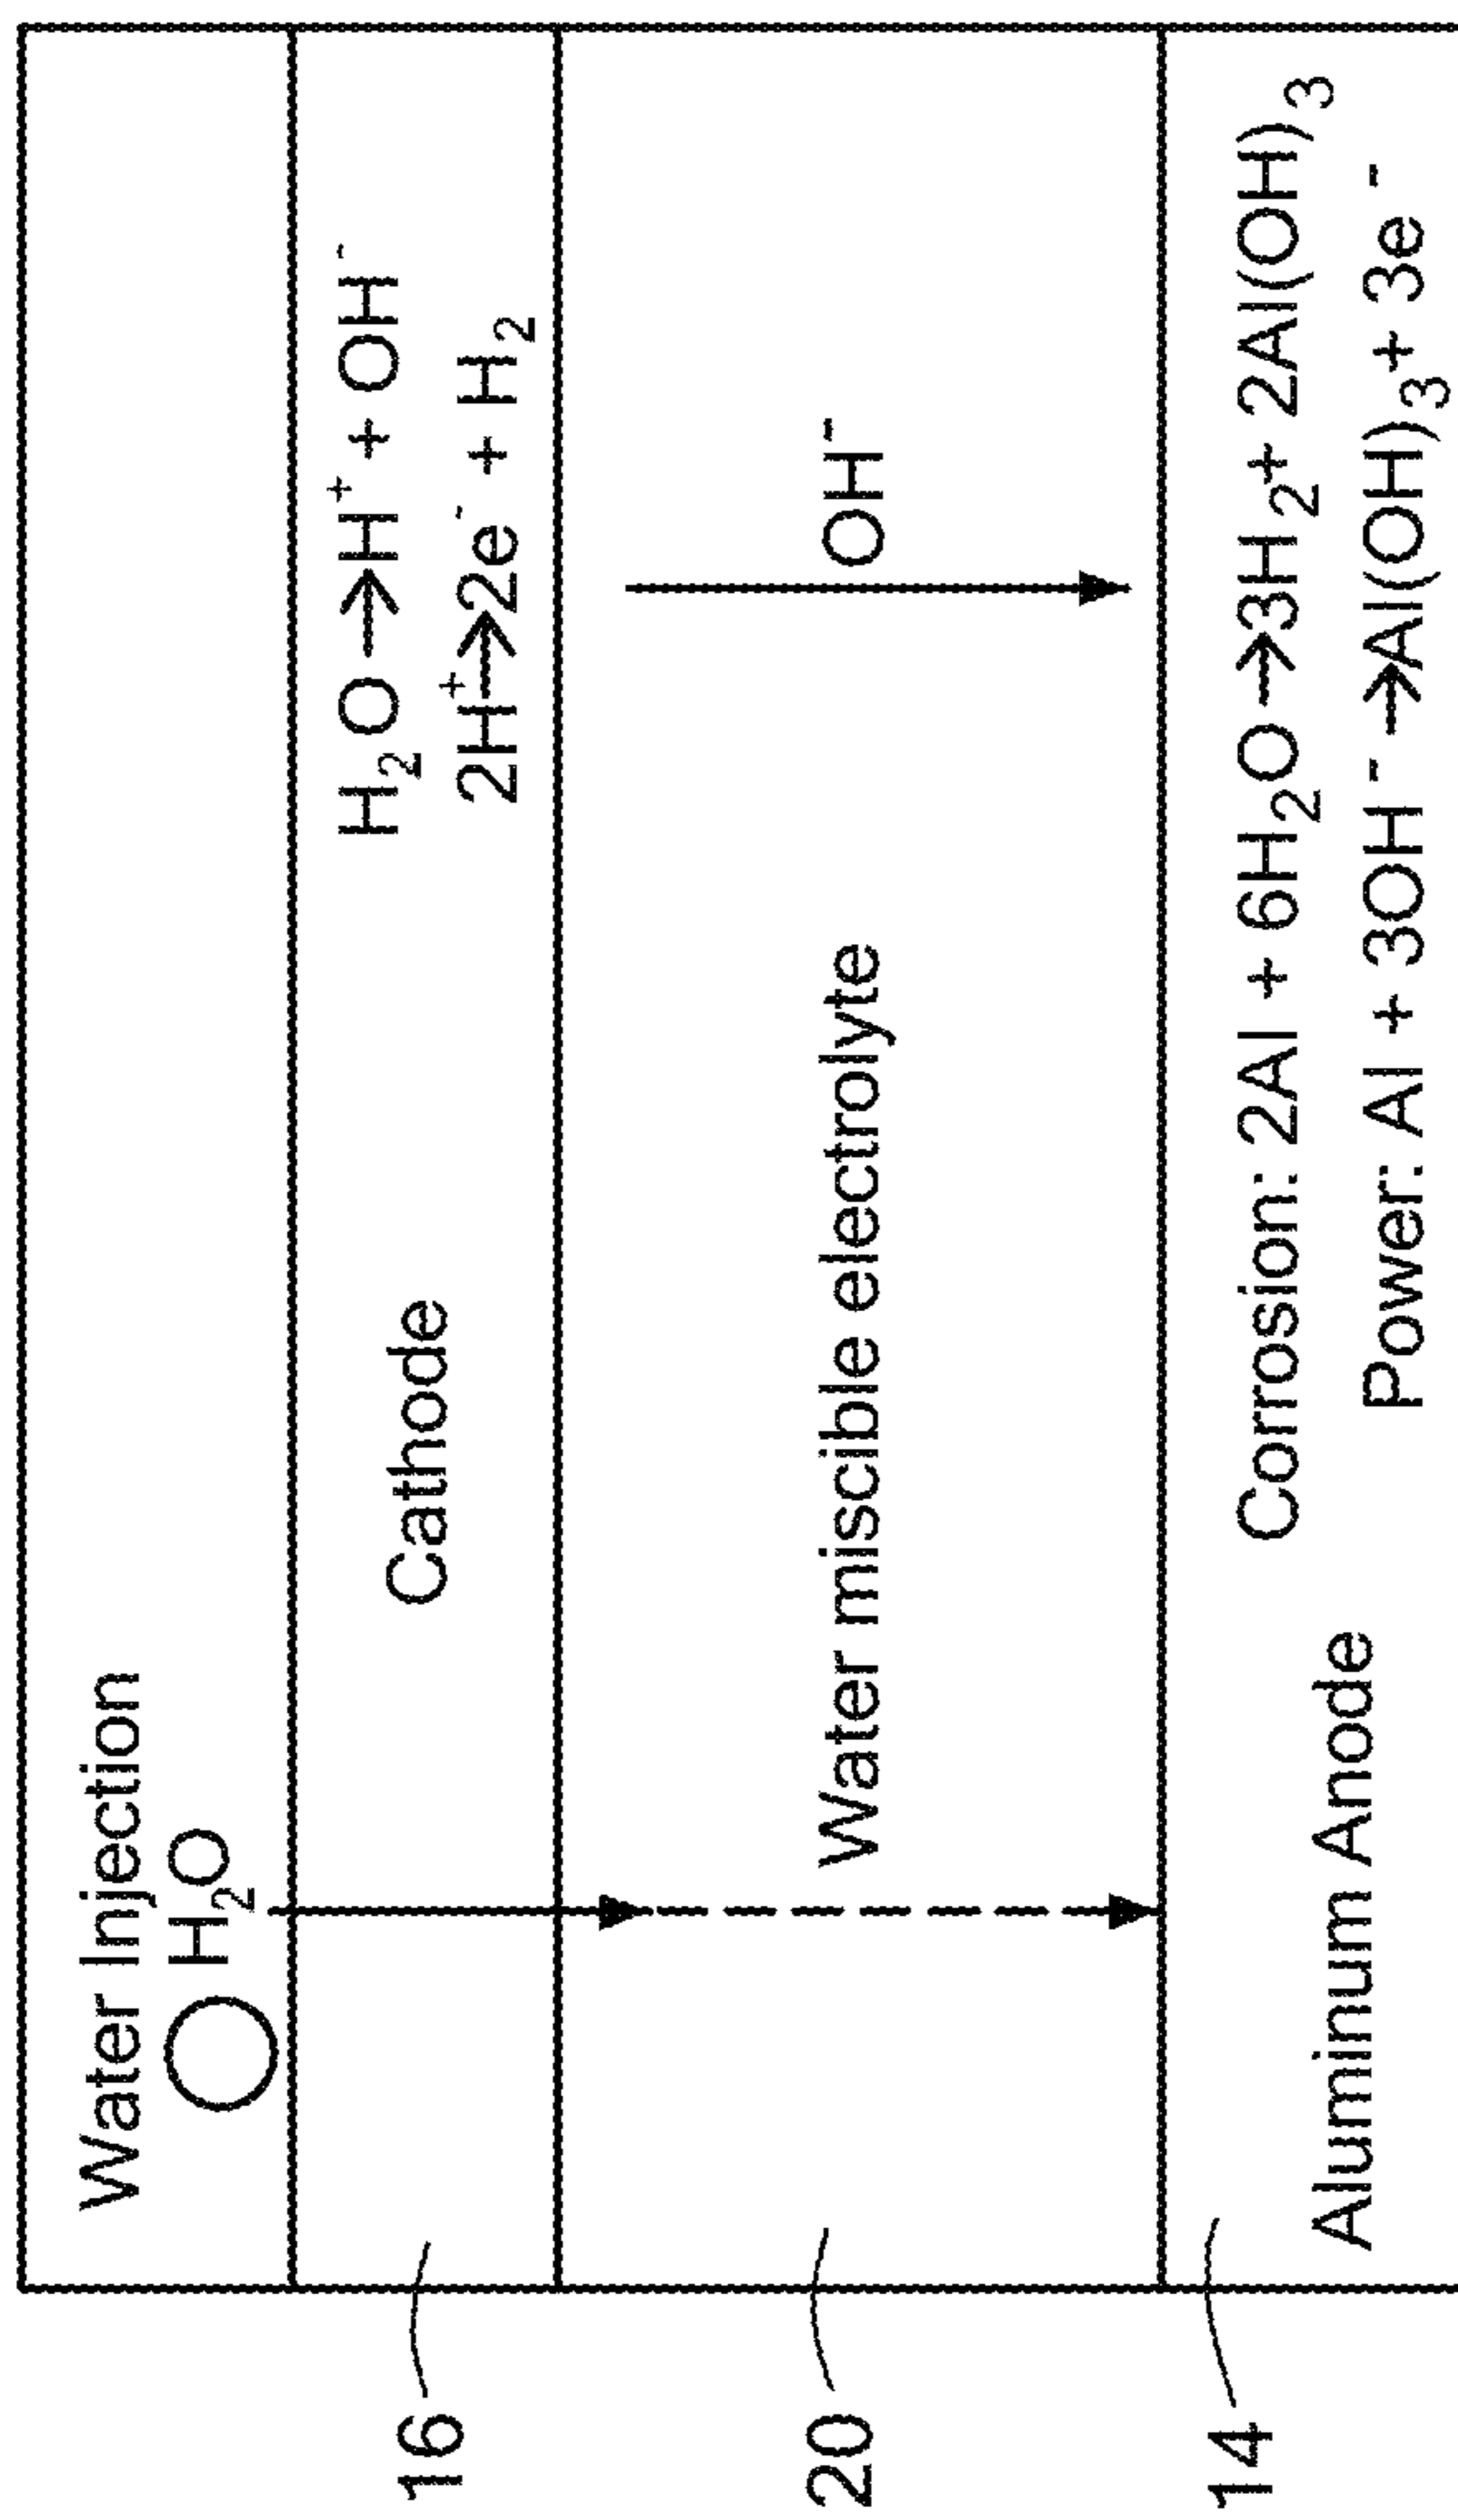 Water Injection
H₂O
16
Cathode
H₂O → H⁺ + OH⁻
2H⁺ → 2e⁻ + H₂
20
Water miscible electrolyte
OH⁻
14
Aluminum Anode
Corrosion: 2Al + 6H₂O → 3H₂ + 2Al(OH)₃
Power: Al + 3OH⁻ → Al(OH)₃ + 3e⁻